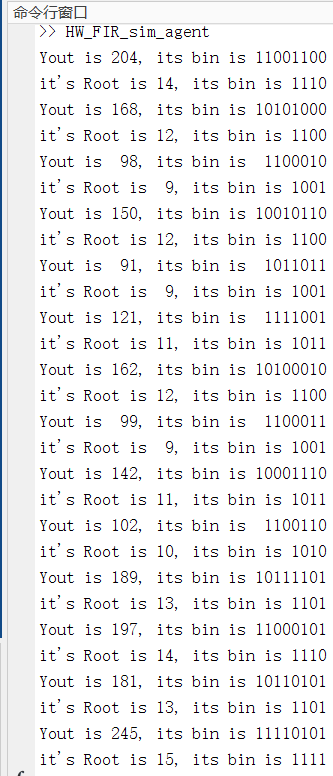 命令行窗口
>> HW_FIR_sim_agent
Yout is 204, its bin is 11001100
it's Root is 14, its bin is 1110
Yout is 168, its bin is 10101000
it's Root is 12, its bin is 1100
Yout is  98, its bin is  1100010
it's Root is  9, its bin is 1001
Yout is 150, its bin is 10010110
it's Root is 12, its bin is 1100
Yout is  91, its bin is  1011011
it's Root is  9, its bin is 1001
Yout is 121, its bin is  1111001
it's Root is 11, its bin is 1011
Yout is 162, its bin is 10100010
it's Root is 12, its bin is 1100
Yout is  99, its bin is  1100011
it's Root is  9, its bin is 1001
Yout is 142, its bin is 10001110
it's Root is 11, its bin is 1011
Yout is 102, its bin is  1100110
it's Root is 10, its bin is 1010
Yout is 189, its bin is 10111101
it's Root is 13, its bin is 1101
Yout is 197, its bin is 11000101
it's Root is 14, its bin is 1110
Yout is 181, its bin is 10110101
it's Root is 13, its bin is 1101
Yout is 245, its bin is 11110101
it's Root is 15, its bin is 1111